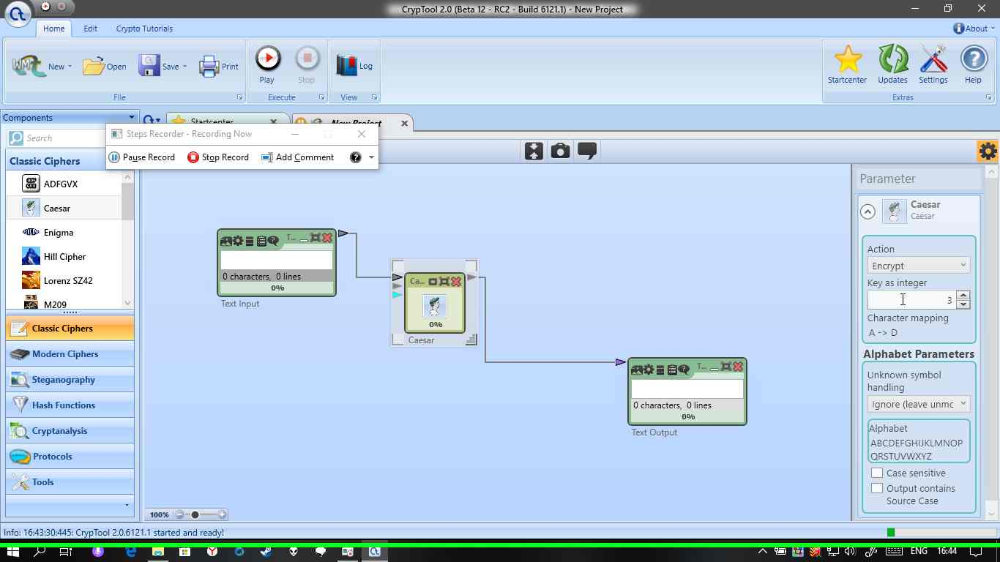 CrypTool 2.0 (Beta 12 - RC2 - Build 6121.1) - New Project
Home Edit Crypto Tutorials About
New Open Save Print Play Stop Log Startcenter Updates Settings Help
File Execute View Extras
Components
Startcenter New Project
Search
Steps Recorder - Recording Now
Pause Record Stop Record Add Comment
Classic Ciphers
ADFGVX
Caesar
Enigma
Hill Cipher
Lorenz SZ42
M209
Classic Ciphers
Modern Ciphers
Steganography
Hash Functions
Cryptanalysis
Protocols
Tools
T...
0 characters, 0 lines
0%
Text Input
Ca...
0%
Caesar
T...
0 characters, 0 lines
0%
Text Output
100%
Parameter
Caesar
Caesar
Action
Encrypt
Key as integer
3
Character mapping
A -> D
Alphabet Parameters
Unknown symbol
handling
Ignore (leave unmc
Alphabet
ABCDEFGHIJKLMNOP
QRSTUVWXYZ
Case sensitive
Output contains
Source Case
Info: 16:43:30:445: CrypTool 2.0.6121.1 started and ready!
ENG 16:44